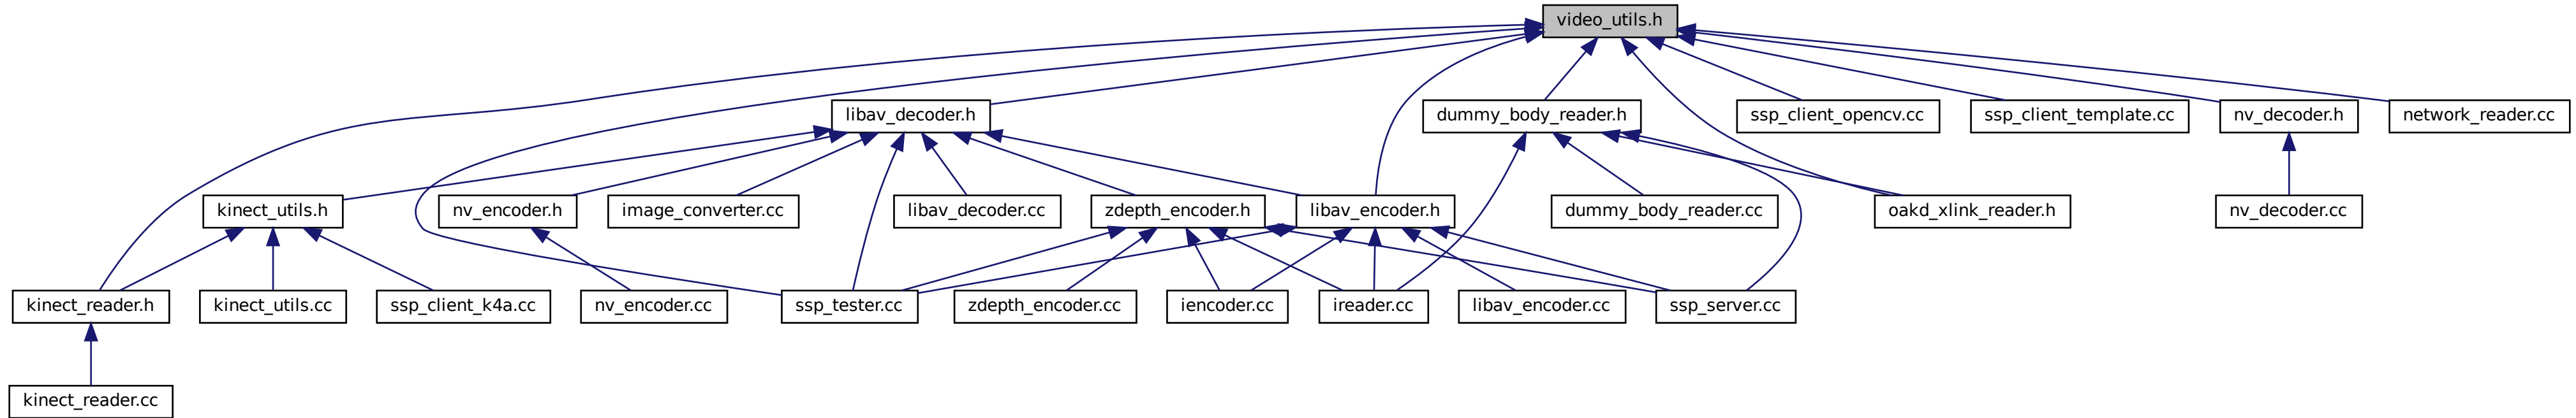 video_utils.h
libav_decoder.h
dummy_body_reader.h
ssp_client_opencv.cc
ssp_client_template.cc
nv_decoder.h
network_reader.cc
kinect_utils.h
nv_encoder.h
image_converter.cc
libav_decoder.cc
zdepth_encoder.h
libav_encoder.h
dummy_body_reader.cc
oakd_xlink_reader.h
nv_decoder.cc
kinect_reader.h
kinect_utils.cc
ssp_client_k4a.cc
nv_encoder.cc
ssp_tester.cc
zdepth_encoder.cc
iencoder.cc
ireader.cc
libav_encoder.cc
ssp_server.cc
kinect_reader.cc